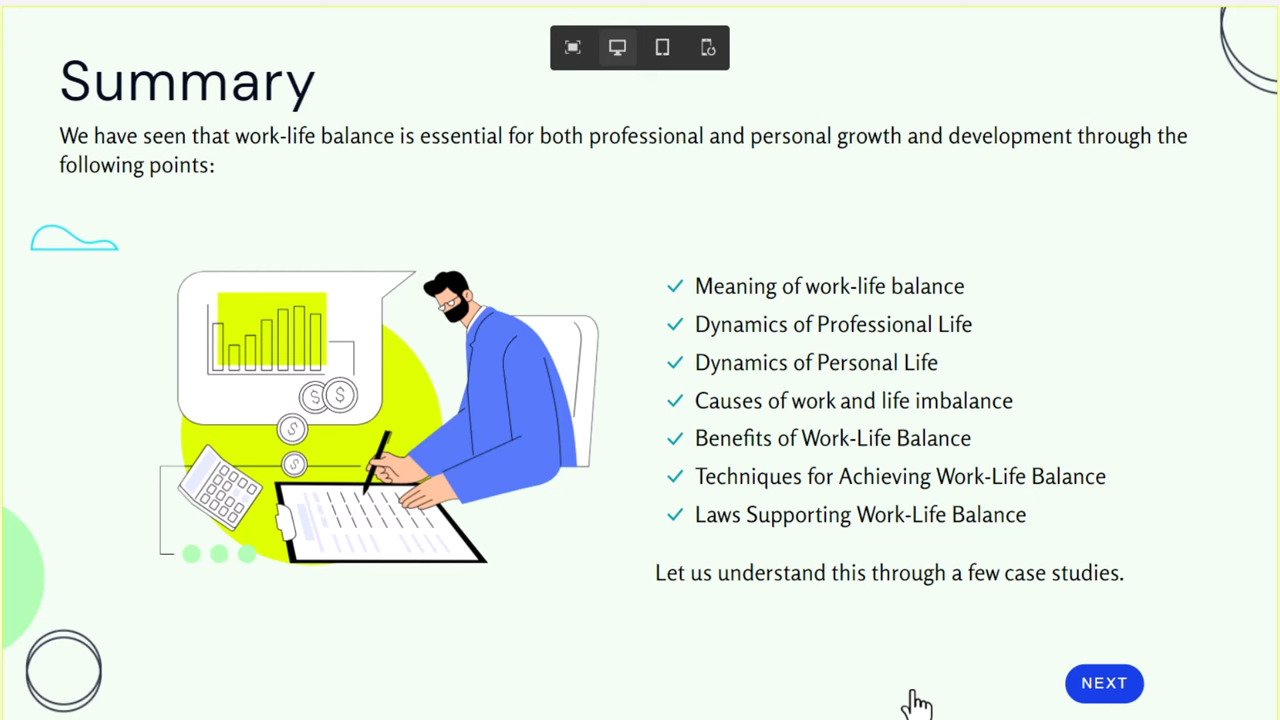 Summary
We have seen that work-life balance is essential for both professional and personal growth and development through the
following points:
Meaning of work-life balance
Dynamics of Professional Life
Dynamics of Personal Life
Causes of work and life imbalance
Benefits of Work-Life Balance
Techniques for Achieving Work-Life Balance
Laws Supporting Work-Life Balance
Let us understand this through a few case studies.
NEXT